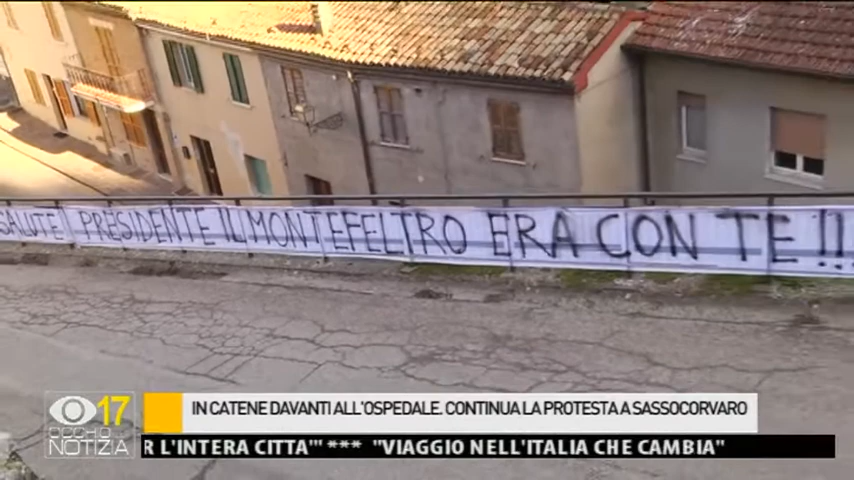 SALUTE PRESIDENTE IL MONTEFELTRO ERA CON TE !!
17
OCCHIO
NOTIZIA
IN CATENE DAVANTI ALL'OSPEDALE. CONTINUA LA PROTESTA A SASSOCORVARO
R L'INTERA CITTA'" *** "VIAGGIO NELL'ITALIA CHE CAMBIA"